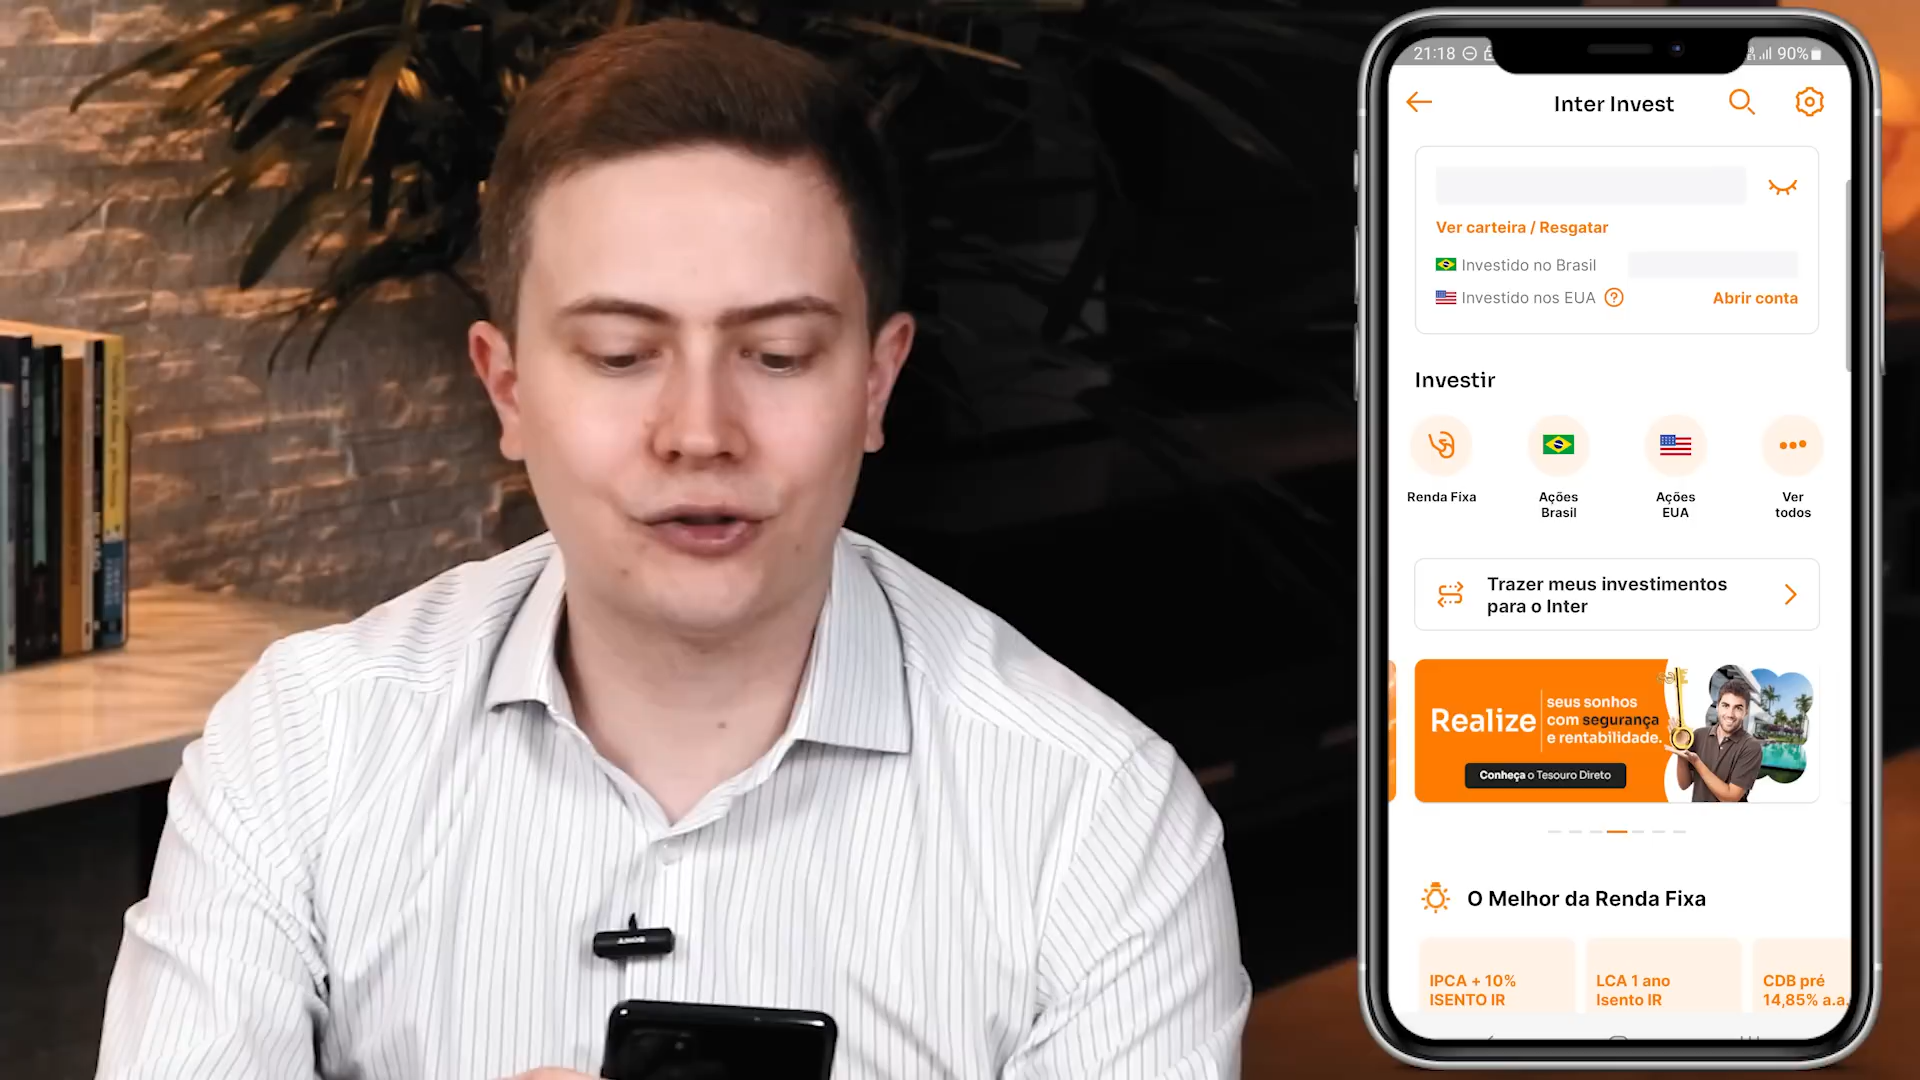 21:18
90%
Inter Invest
Ver carteira / Resgatar
Investido no Brasil
Investido nos EUA ?
Abrir conta
Investir
Renda Fixa
Ações
Brasil
Ações
EUA
Ver
todos
Trazer meus investimentos
para o Inter
Realize
seus sonhos
com segurança
e rentabilidade.
Conheça o Tesouro Direto
O Melhor da Renda Fixa
IPCA + 10%
ISENTO IR
LCA 1 ano
Isento IR
CDB pré
14,85% a.a.